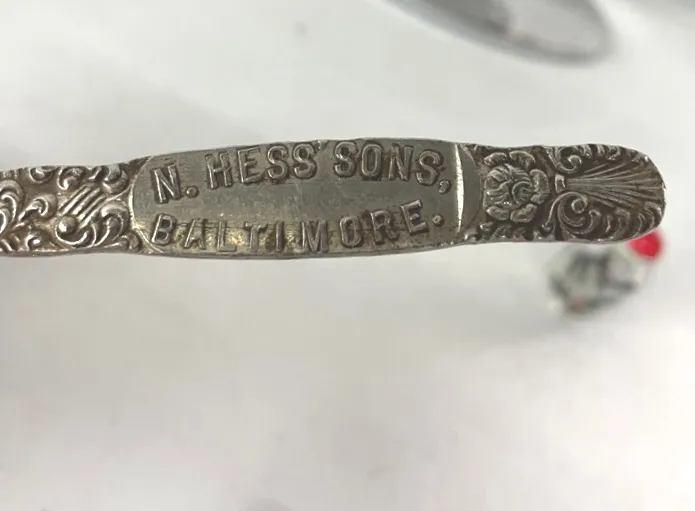 N. HESS' SONS,
BALTIMORE.